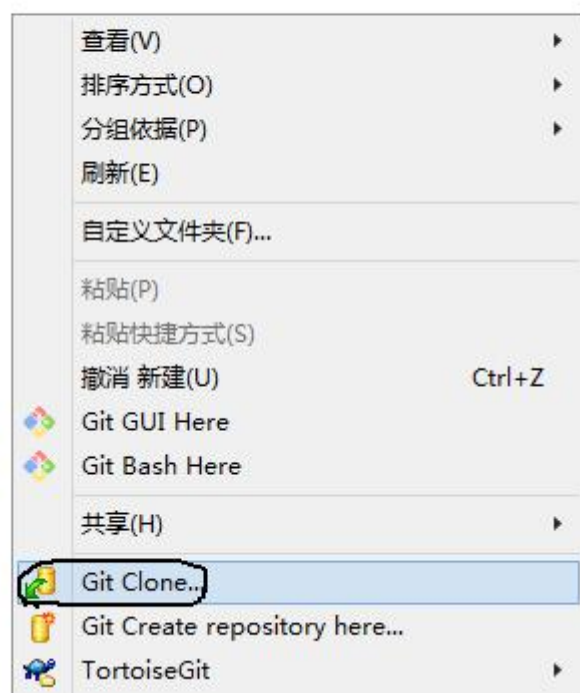 查看(V)
排序方式(O)
分组依据(P)
刷新(E)
自定义文件夹(F)...
粘贴(P)
粘贴快捷方式(S)
撤消 新建(U) Ctrl+Z
Git GUI Here
Git Bash Here
共享(H)
Git Clone...
Git Create repository here...
TortoiseGit